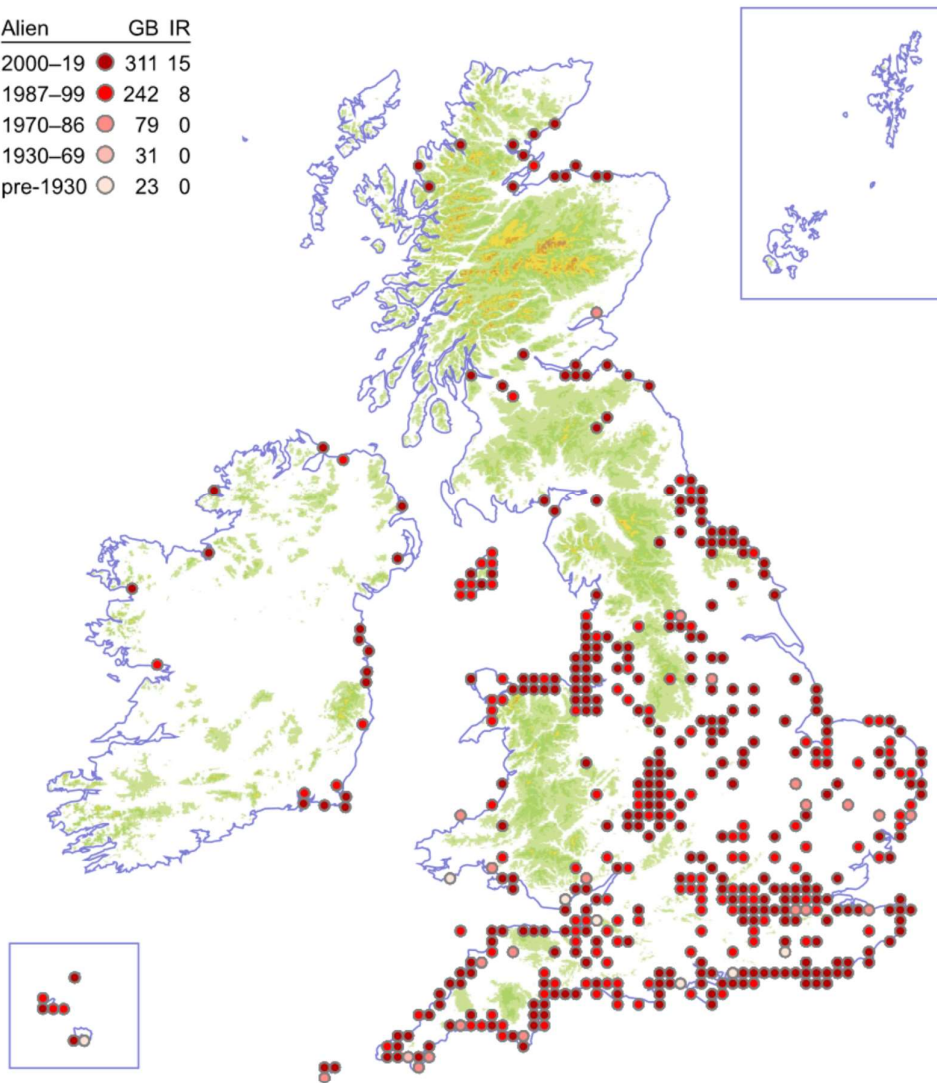 Alien GB IR
2000–19 311 15
1987–99 242 8
1970–86 79 0
1930–69 31 0
pre-1930 23 0